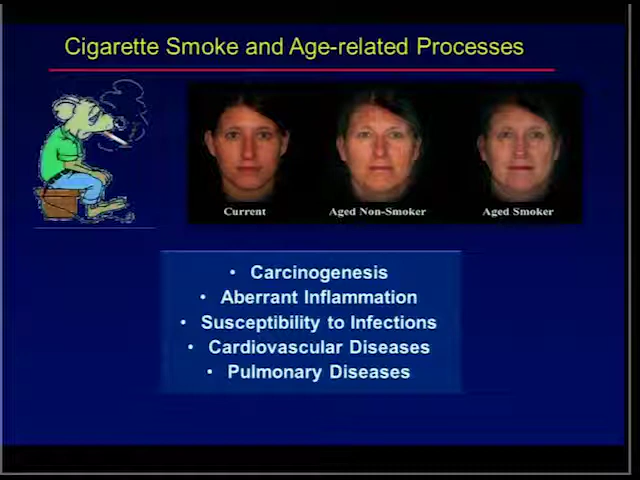 Cigarette Smoke and Age-related Processes
Current
Aged Non-Smoker
Aged Smoker
• Carcinogenesis
• Aberrant Inflammation
• Susceptibility to Infections
• Cardiovascular Diseases
• Pulmonary Diseases